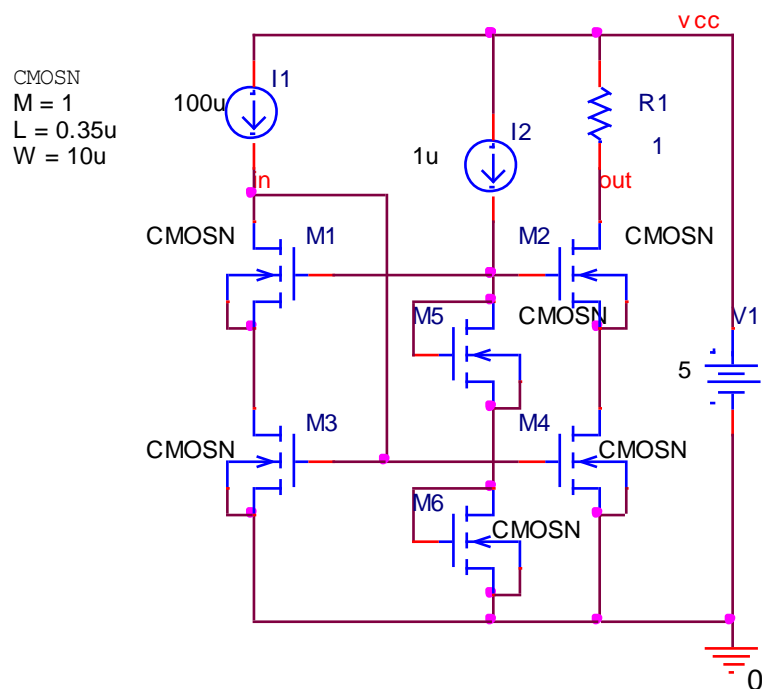 vcc
CMOSN
M = 1
L = 0.35u
W = 10u
I1
100u
R1
1
I2
1u
in
out
CMOSN
M1
M2
CMOSN
M5
CMOSN
V1
5
CMOSN
M3
M4
CMOSN
M6
CMOSN
0